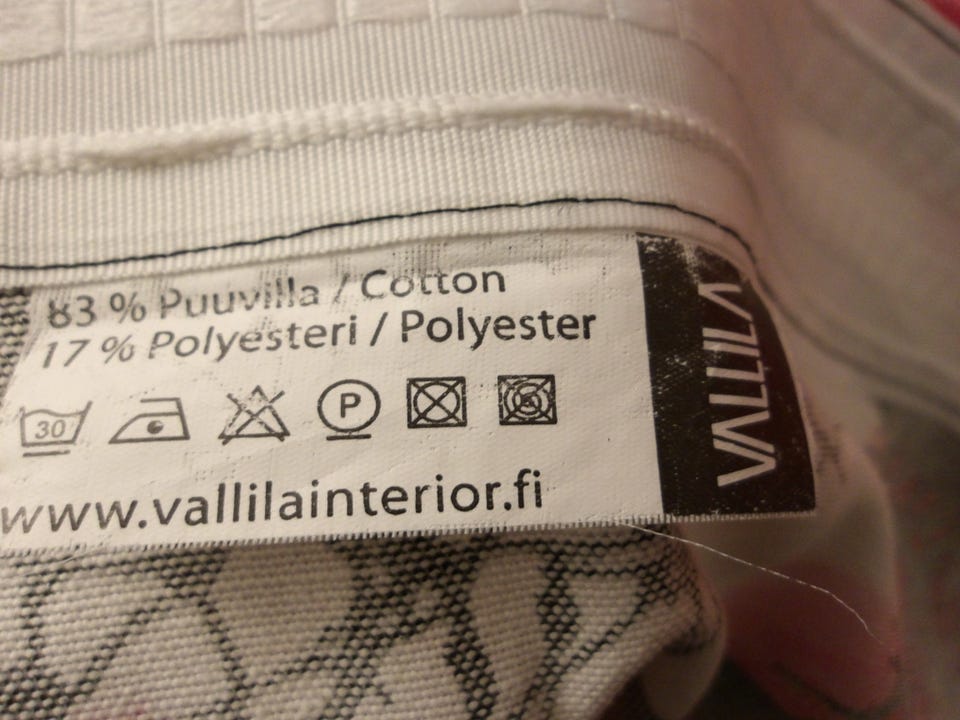 83 % Puuvilla / Cotton
17 % Polyesteri / Polyester
30 P
www.vallilainterior.fi
VALLILA